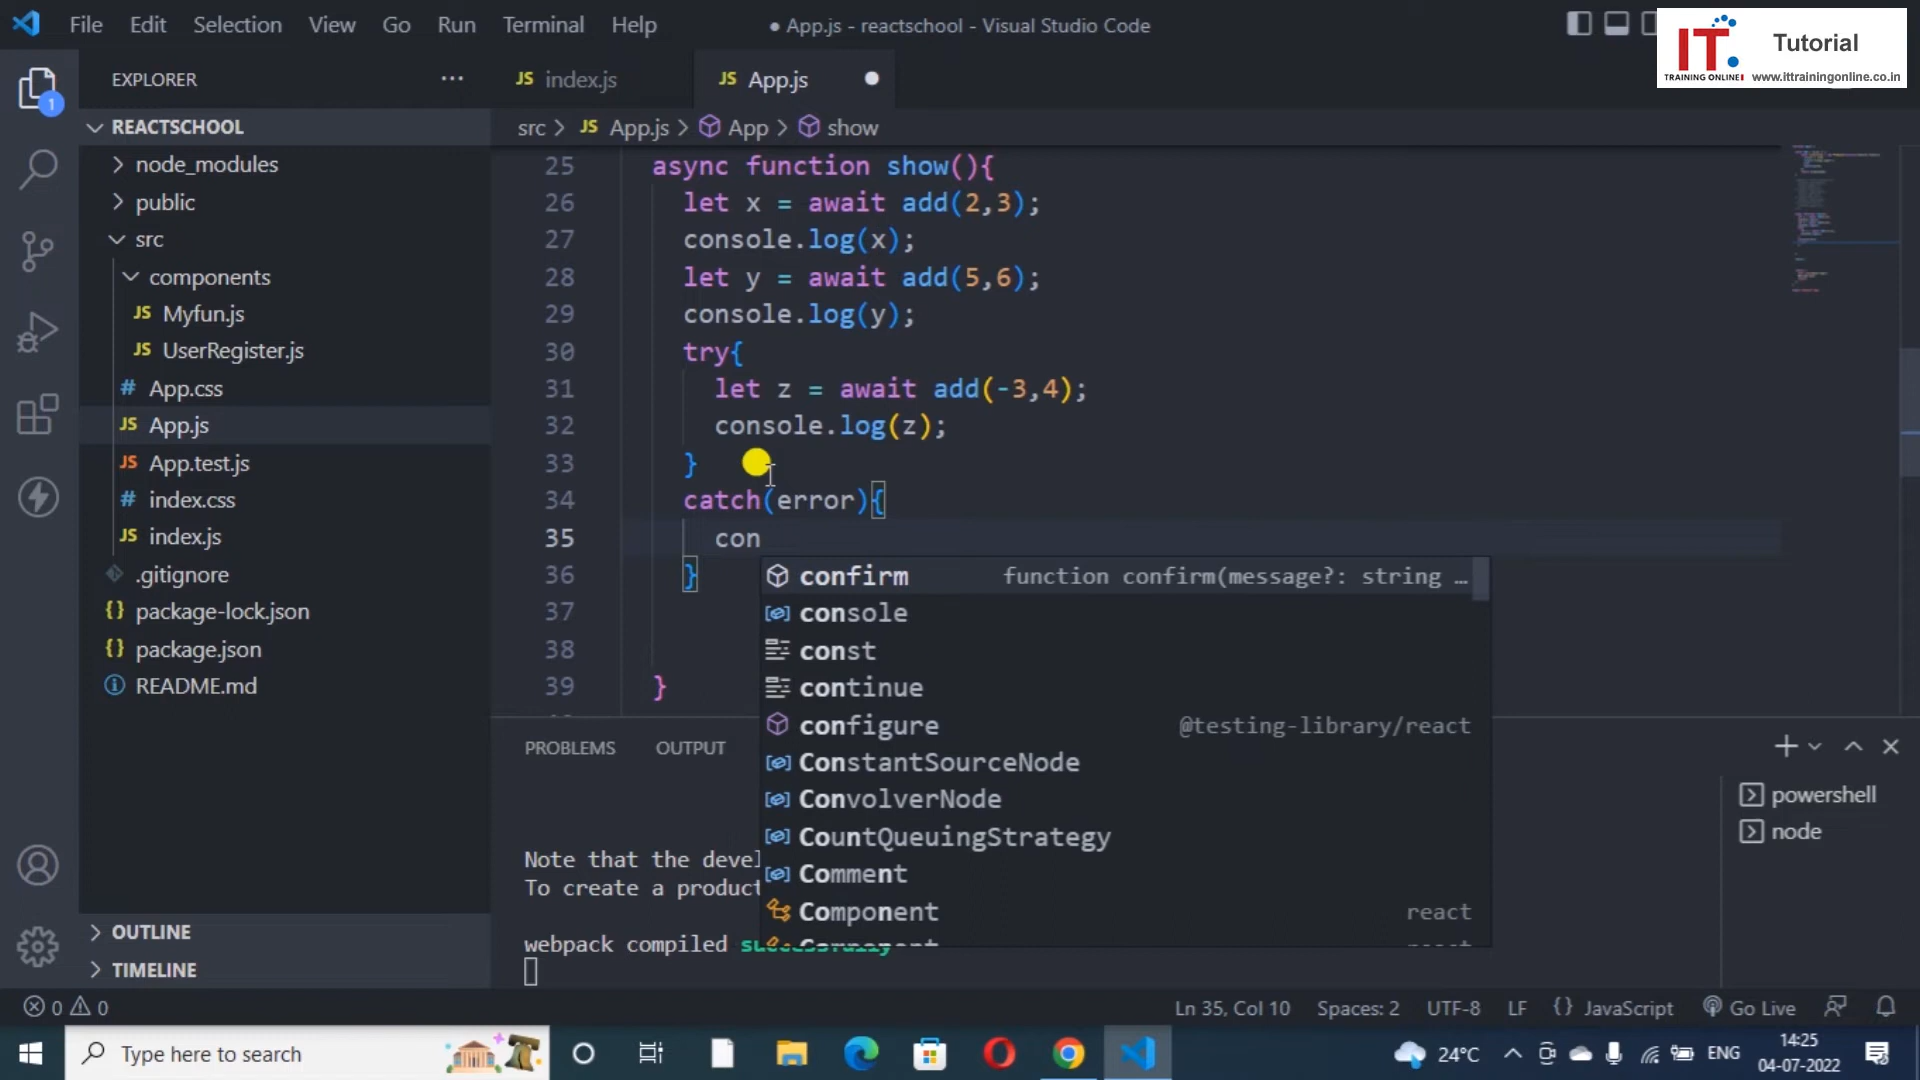 File Edit Selection View Go Run Terminal Help
● App.js - reactschool - Visual Studio Code
IT. Tutorial
TRAINING ONLINE www.ittrainingonline.co.in
EXPLORER ...
JS index.js
JS App.js
REACTSCHOOL
src > JS App.js > App > show
node_modules
public
src
components
JS Myfun.js
JS UserRegister.js
# App.css
JS App.js
JS App.test.js
# index.css
JS index.js
.gitignore
{} package-lock.json
{} package.json
README.md
OUTLINE
TIMELINE
25 async function show(){
26 let x = await add(2,3);
27 console.log(x);
28 let y = await add(5,6);
29 console.log(y);
30 try{
31 let z = await add(-3,4);
32 console.log(z);
33 }
34 catch(error){
35 con
36 }
37
38
39 }
confirm function confirm(message?: string …
console
const
continue
configure @testing-library/react
ConstantSourceNode
ConvolverNode
CountQueuingStrategy
Comment
Component react
PROBLEMS OUTPUT
powershell
node
Note that the devel
To create a product
webpack compiled successfully
0 0
Ln 35, Col 10 Spaces: 2 UTF-8 LF {} JavaScript Go Live
Type here to search
24°C ENG
14:25
04-07-2022
1